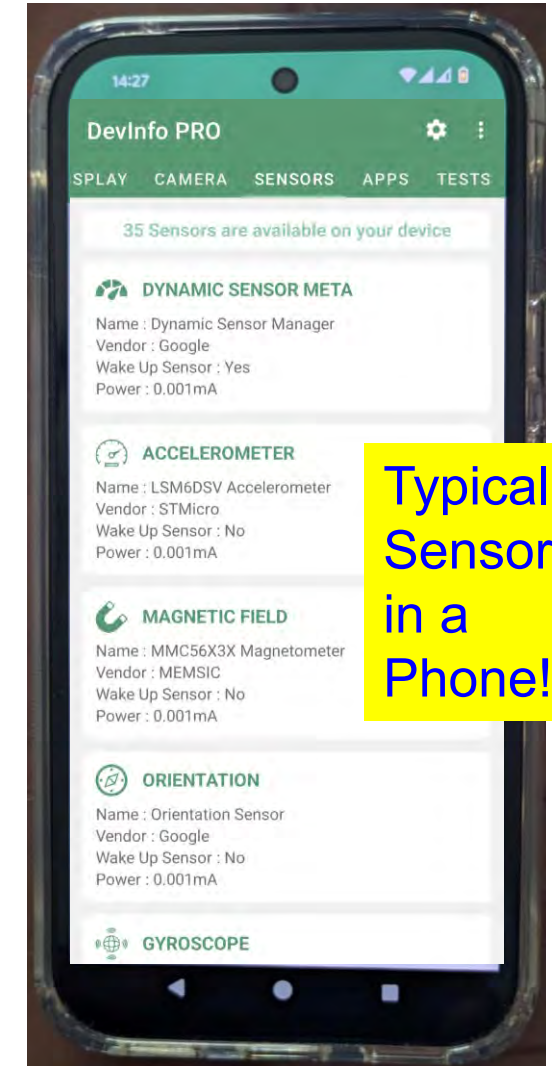 14:27
DevInfo PRO
SPLAY CAMERA SENSORS APPS TESTS
35 Sensors are available on your device
DYNAMIC SENSOR META
Name : Dynamic Sensor Manager
Vendor : Google
Wake Up Sensor : Yes
Power : 0.001mA
ACCELEROMETER
Name : LSM6DSV Accelerometer
Vendor : STMicro
Wake Up Sensor : No
Power : 0.001mA
Typical
Sensor
in a
Phone!
MAGNETIC FIELD
Name : MMC56X3X Magnetometer
Vendor : MEMSIC
Wake Up Sensor : No
Power : 0.001mA
ORIENTATION
Name : Orientation Sensor
Vendor : Google
Wake Up Sensor : No
Power : 0.001mA
GYROSCOPE